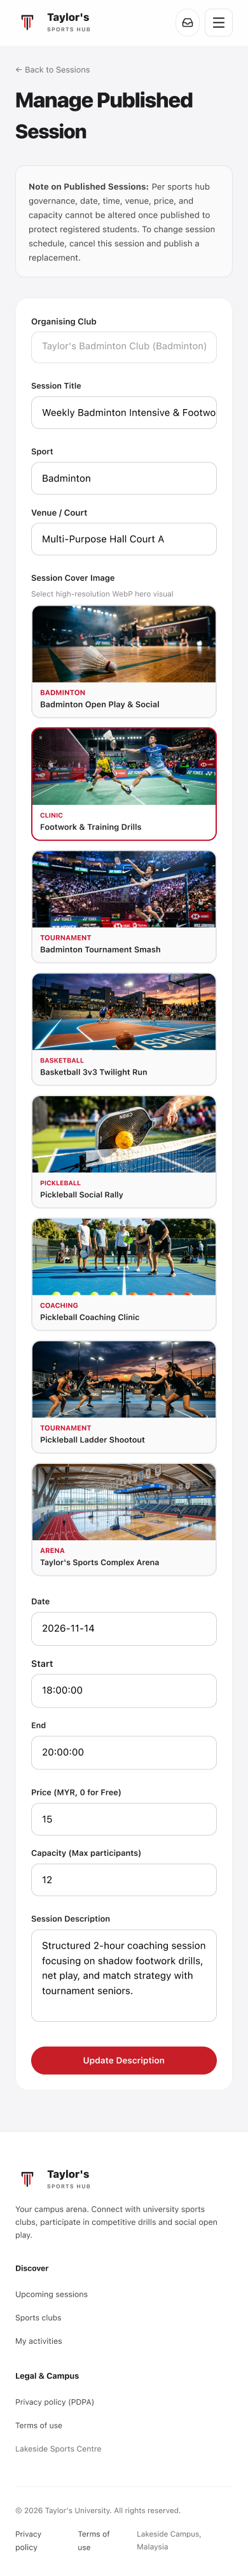 Taylor's
SPORTS HUB
← Back to Sessions
Manage Published
Session
Note on Published Sessions: Per sports hub
governance, date, time, venue, price, and
capacity cannot be altered once published to
protect registered students. To change session
schedule, cancel this session and publish a
replacement.
Organising Club
Taylor's Badminton Club (Badminton)
Session Title
Weekly Badminton Intensive & Footwo
Sport
Badminton
Venue / Court
Multi-Purpose Hall Court A
Session Cover Image
Select high-resolution WebP hero visual
BADMINTON
Badminton Open Play & Social
CLINIC
Footwork & Training Drills
TOURNAMENT
Badminton Tournament Smash
BASKETBALL
Basketball 3v3 Twilight Run
PICKLEBALL
Pickleball Social Rally
COACHING
Pickleball Coaching Clinic
TOURNAMENT
Pickleball Ladder Shootout
ARENA
Taylor's Sports Complex Arena
Date
2026-11-14
Start
18:00:00
End
20:00:00
Price (MYR, 0 for Free)
15
Capacity (Max participants)
12
Session Description
Structured 2-hour coaching session
focusing on shadow footwork drills,
net play, and match strategy with
tournament seniors.
Update Description
Taylor's
SPORTS HUB
Your campus arena. Connect with university sports
clubs, participate in competitive drills and social open
play.
Discover
Upcoming sessions
Sports clubs
My activities
Legal & Campus
Privacy policy (PDPA)
Terms of use
Lakeside Sports Centre
© 2026 Taylor's University. All rights reserved.
Privacy policy
Terms of use
Lakeside Campus, Malaysia